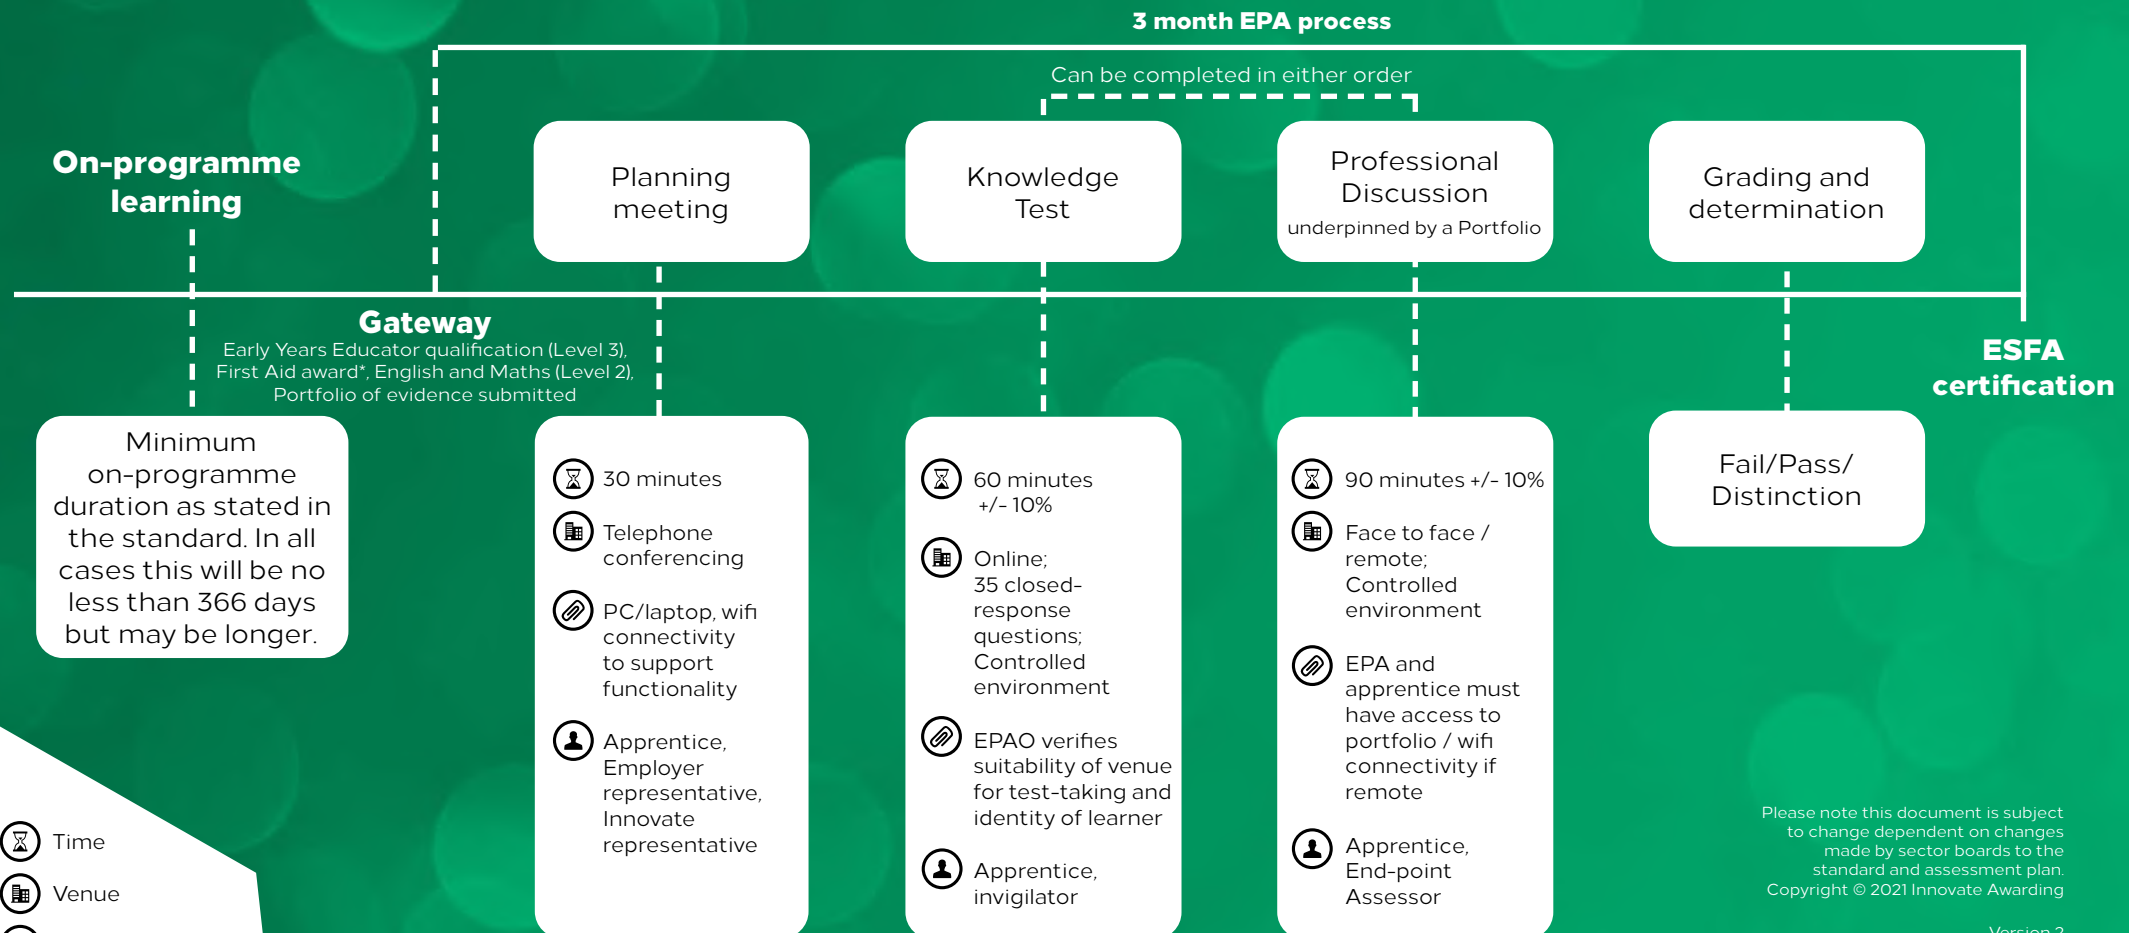 3 month EPA process
Can be completed in either order
On-programme
learning
Planning
meeting
Knowledge
Test
Professional
Discussion
underpinned by a Portfolio
Grading and
determination
Gateway
Early Years Educator qualification (Level 3),
First Aid award*, English and Maths (Level 2),
Portfolio of evidence submitted
ESFA
certification
Minimum
on-programme
duration as stated in
the standard. In all
cases this will be no
less than 366 days
but may be longer.
30 minutes
Telephone
conferencing
PC/laptop, wifi
connectivity
to support
functionality
Apprentice,
Employer
representative,
Innovate
representative
60 minutes
+/- 10%
Online;
35 closed-
response
questions;
Controlled
environment
EPAO verifies
suitability of venue
for test-taking and
identity of learner
Apprentice,
invigilator
90 minutes +/- 10%
Face to face /
remote;
Controlled
environment
EPA and
apprentice must
have access to
portfolio / wifi
connectivity if
remote
Apprentice,
End-point
Assessor
Fail/Pass/
Distinction
Time
Venue
Please note this document is subject
to change dependent on changes
made by sector boards to the
standard and assessment plan.
Copyright © 2021 Innovate Awarding
Version 2